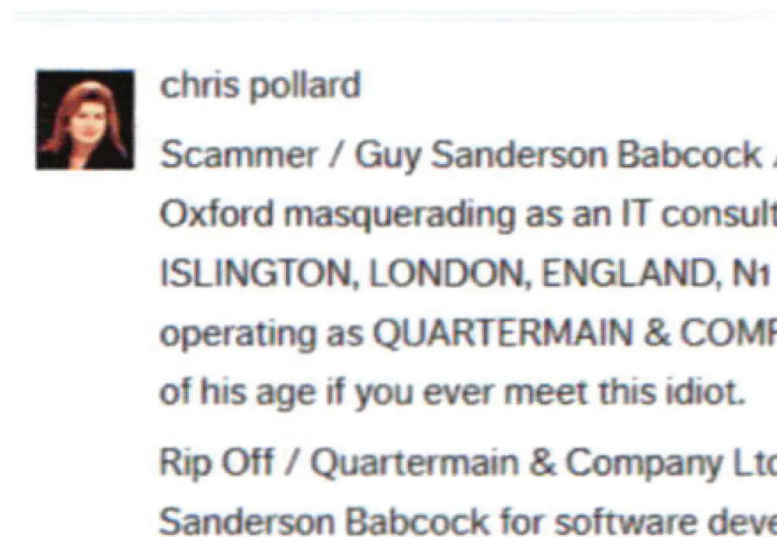 chris pollard
Scammer / Guy Sanderson Babcock /
Oxford masquerading as an IT consult
ISLINGTON, LONDON, ENGLAND, N1
operating as QUARTERMAIN & COMP
of his age if you ever meet this idiot.
Rip Off / Quartermain & Company Ltd
Sanderson Babcock for software deve